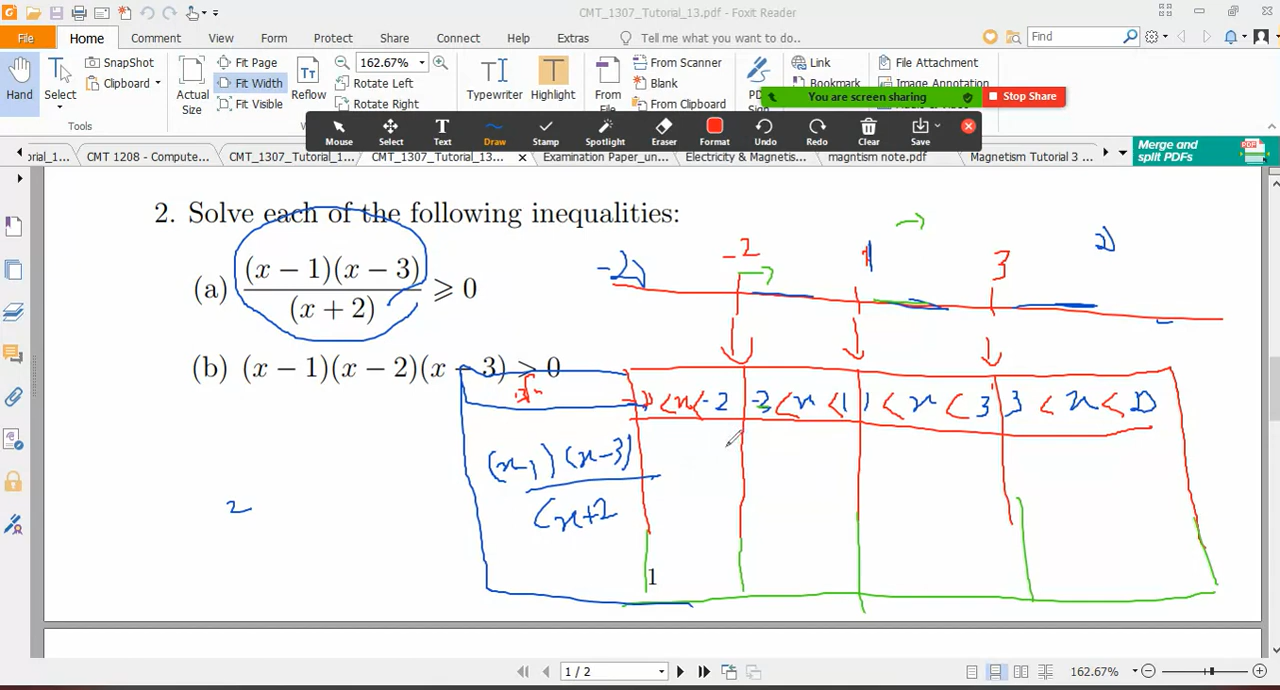 CMT_1307_Tutorial_13.pdf - Foxit Reader
File Home Comment View Form Protect Share Connect Help Extras Tell me what you want to do... Find
SnapShot Fit Page 162.67% From Scanner Link File Attachment
Clipboard Fit Width Rotate Left Blank Bookmark Image Annotation
Hand Select Actual Size Fit Visible Reflow Rotate Right Typewriter Highlight From File From Clipboard
Tools
You are screen sharing Stop Share
Mouse Select Text Draw Stamp Spotlight Eraser Format Undo Redo Clear Save
CMT 1208 - Compute... CMT_1307_Tutorial_1... CMT_1307_Tutorial_13... Examination Paper_un... Electricity & Magnetis... magntism note.pdf Magnetism Tutorial 3 ...
Merge and split PDFs
2. Solve each of the following inequalities:
(a) (x − 1)(x − 3) / (x + 2) ⩾ 0
-2 1 3
(b) (x − 1)(x − 2)(x − 3) > 0
<x<-2 -2<x<1 1<x<3 3<x<
(x-1)(x-3)
(x+2
2
1
1 / 2 162.67%